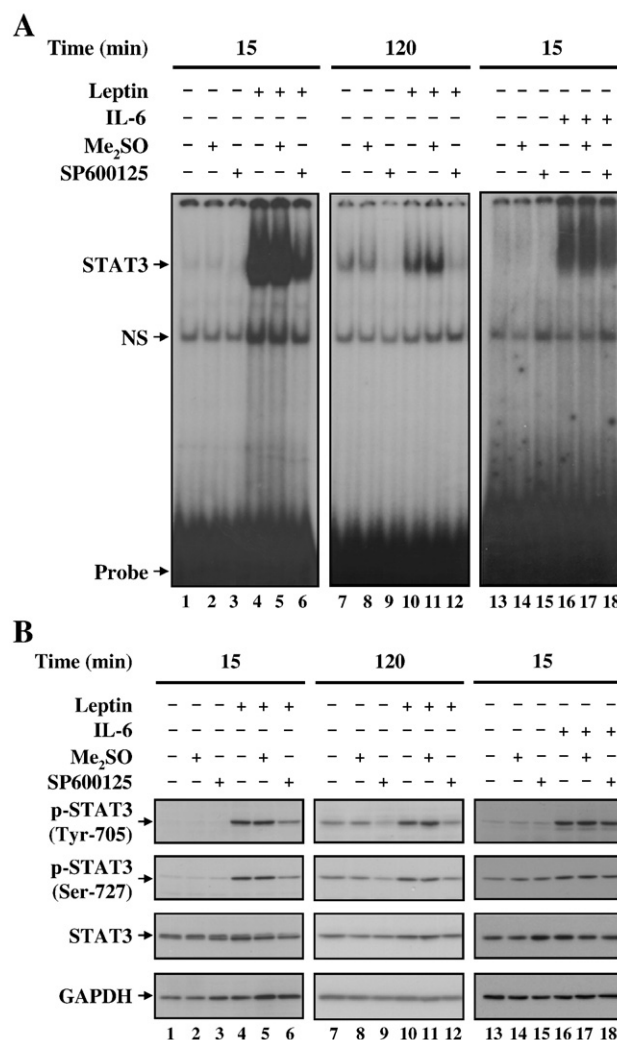 A
Time (min) 15 120 15
Leptin – – – + + + – – – + + + – – – – – –
IL-6 – – – – – – – – – – – – – – – + + +
Me₂SO – + – – + – – + – – + – – + – – + –
SP600125 – – + – – + – – + – – + – – + – – +
STAT3
NS
Probe
1 2 3 4 5 6 7 8 9 10 11 12 13 14 15 16 17 18
B
Time (min) 15 120 15
Leptin – – – + + + – – – + + + – – – – – –
IL-6 – – – – – – – – – – – – – – – + + +
Me₂SO – + – – + – – + – – + – – + – – + –
SP600125 – – + – – + – – + – – + – – + – – +
p-STAT3
(Tyr-705)
p-STAT3
(Ser-727)
STAT3
GAPDH
1 2 3 4 5 6 7 8 9 10 11 12 13 14 15 16 17 18